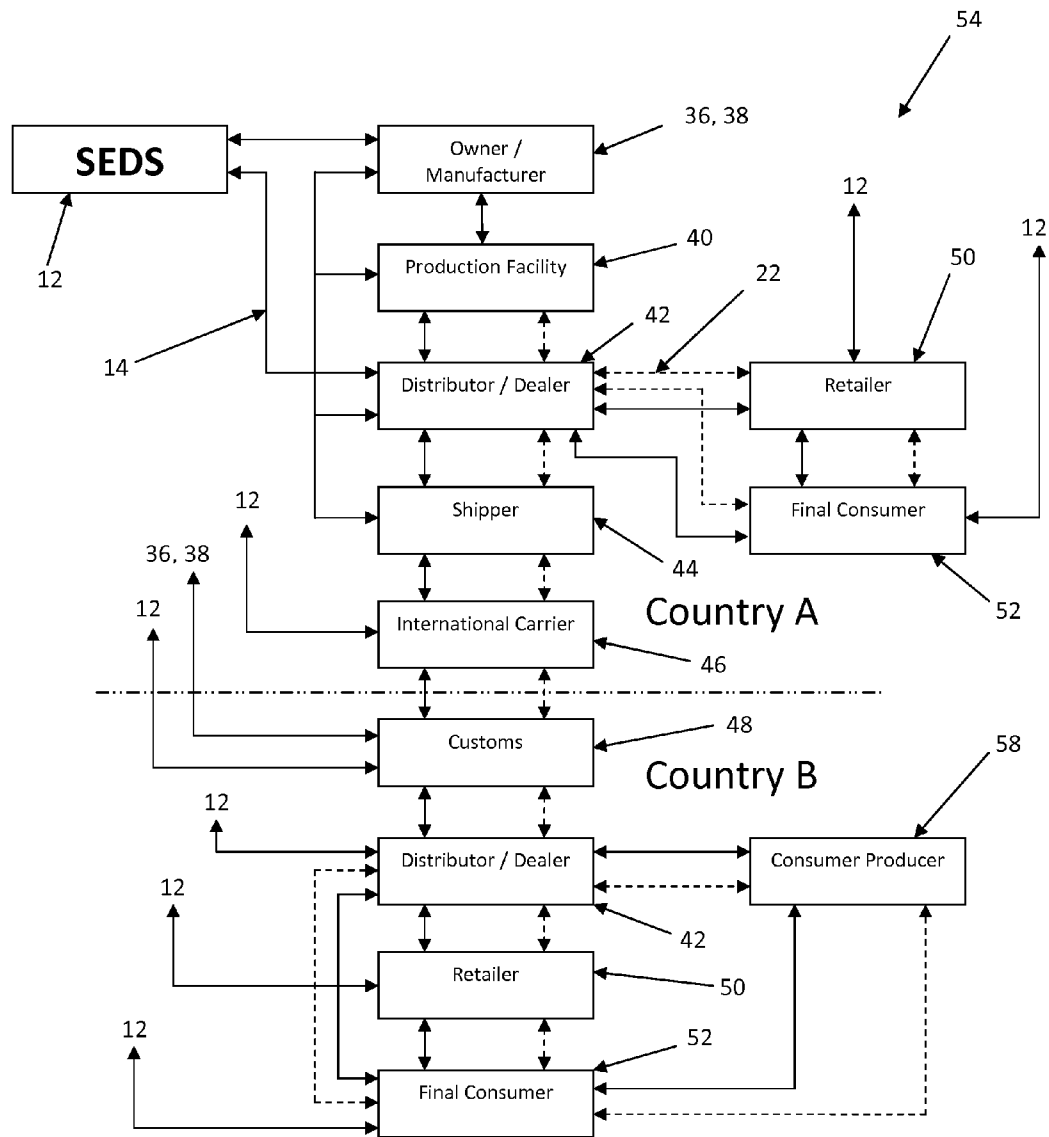 54
SEDS
Owner /
Manufacturer
36, 38
12
12
12
Production Facility
40
22
50
14
42
Distributor / Dealer
Retailer
12
Shipper
Final Consumer
36, 38
44
52
12
International Carrier
Country A
46
Customs
48
Country B
58
12
Distributor / Dealer
Consumer Producer
12
42
Retailer
50
12
52
Final Consumer